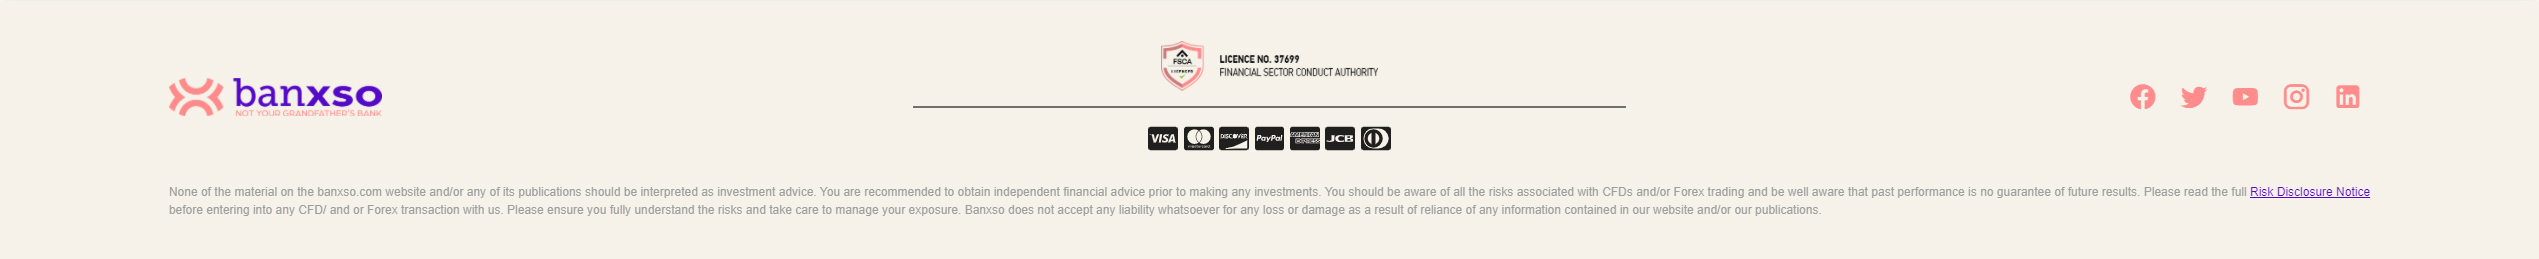 banxso
NOT YOUR GRANDFATHER'S BANK
FSCA
LICENCE NO. 37699
FINANCIAL SECTOR CONDUCT AUTHORITY
VISA mastercard DISCOVER PayPal AMERICAN EXPRESS JCB
None of the material on the banxso.com website and/or any of its publications should be interpreted as investment advice. You are recommended to obtain independent financial advice prior to making any investments. You should be aware of all the risks associated with CFDs and/or Forex trading and be well aware that past performance is no guarantee of future results. Please read the full Risk Disclosure Notice
before entering into any CFD/ and or Forex transaction with us. Please ensure you fully understand the risks and take care to manage your exposure. Banxso does not accept any liability whatsoever for any loss or damage as a result of reliance of any information contained in our website and/or our publications.